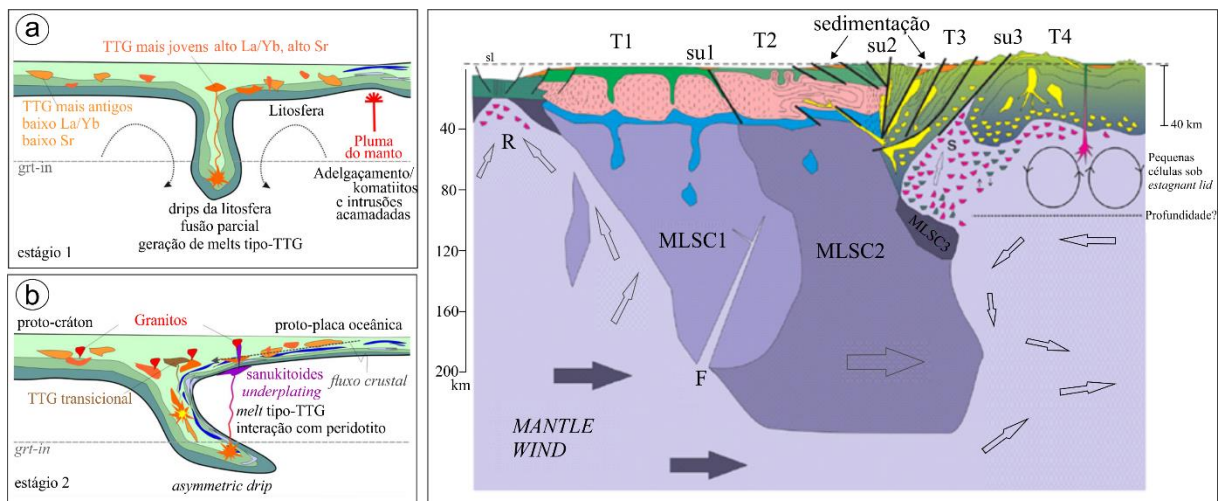 a
TTG mais jovens alto La/Yb, alto Sr
TTG mais antigos
baixo La/Yb
baixo Sr
Litosfera
Pluma
do manto
grt-in
Adelgaçamento/
komatiitos
e intrusões
acamadadas
drips da litosfera
fusão parcial
geração de melts tipo-TTG
estágio 1
b
proto-cráton
Granitos
proto-placa oceânica
sanukitoides
underplating
fluxo crustal
TTG transicional
melt tipo-TTG
interação com peridotito
grt-in
asymmetric drip
estágio 2
sedimentação
T1
su1
T2
su2
T3
su3
T4
sl
40
80
120
160
200
km
40 km
R
S
MLSC1
MLSC2
MLSC3
F
Pequenas
células sob
estagnant lid
Profundidade?
MANTLE
WIND